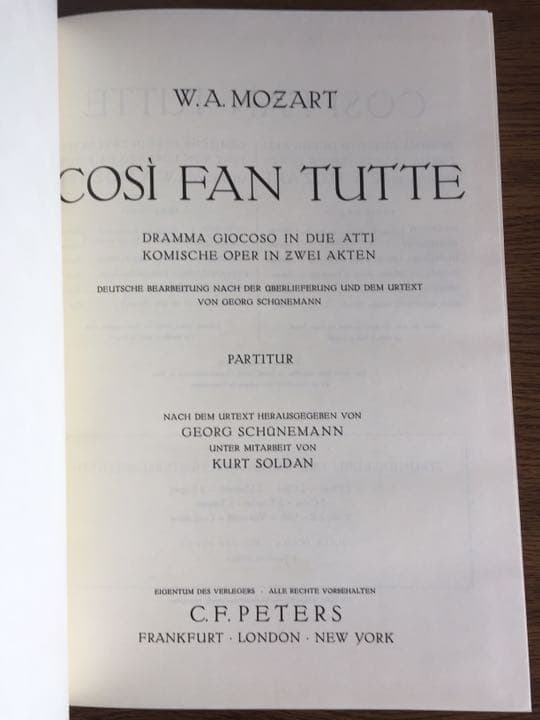 W. A. MOZART
COSÌ FAN TUTTE
DRAMMA GIOCOSO IN DUE ATTI
KOMISCHE OPER IN ZWEI AKTEN
DEUTSCHE BEARBEITUNG NACH DER ÜBERLIEFERUNG UND DEM URTEXT
VON GEORG SCHÜNEMANN
PARTITUR
NACH DEM URTEXT HERAUSGEGEBEN VON
GEORG SCHÜNEMANN
UNTER MITARBEIT VON
KURT SOLDAN
EIGENTUM DES VERLEGERS · ALLE RECHTE VORBEHALTEN
C. F. PETERS
FRANKFURT · LONDON · NEW YORK